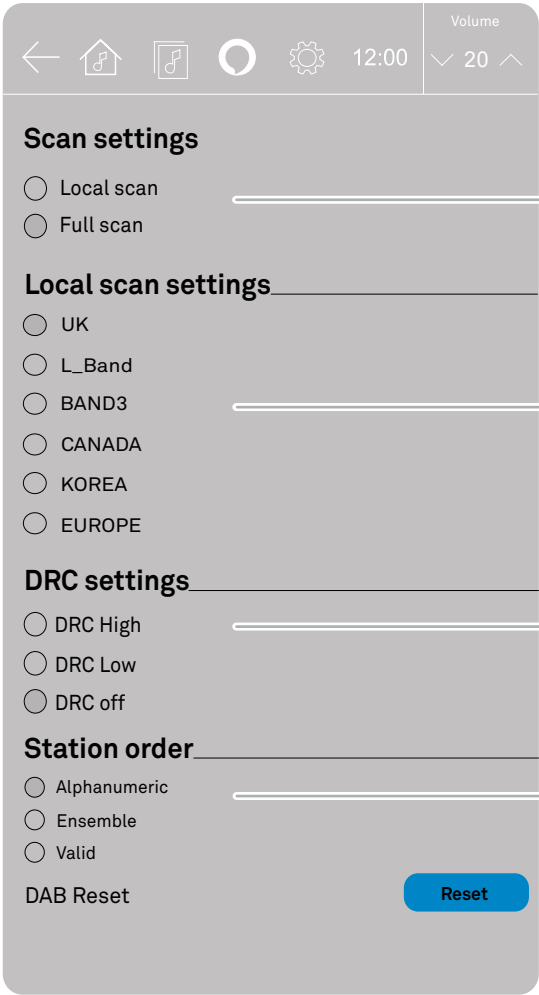 Volume
12:00
20
Scan settings
Local scan
Full scan
Local scan settings
UK
L_Band
BAND3
CANADA
KOREA
EUROPE
DRC settings
DRC High
DRC Low
DRC off
Station order
Alphanumeric
Ensemble
Valid
DAB Reset
Reset